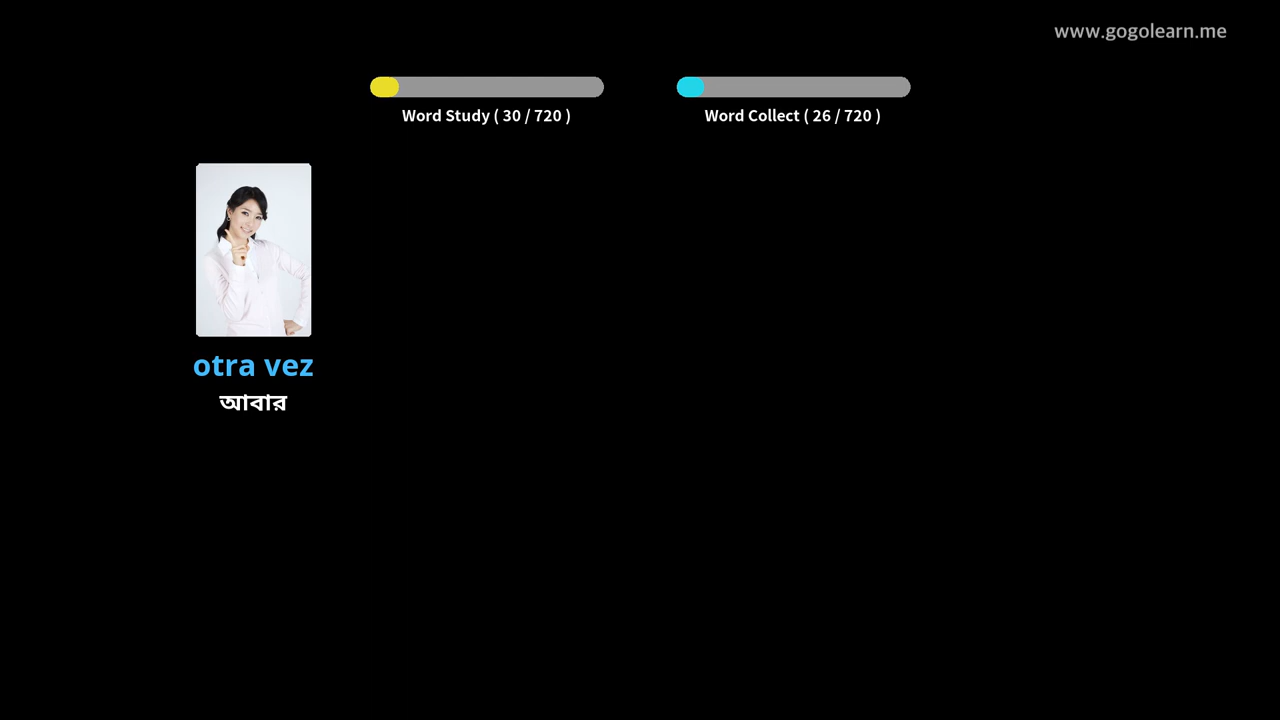 www.gogolearn.me
Word Study ( 30 / 720 )
Word Collect ( 26 / 720 )
otra vez
আবার